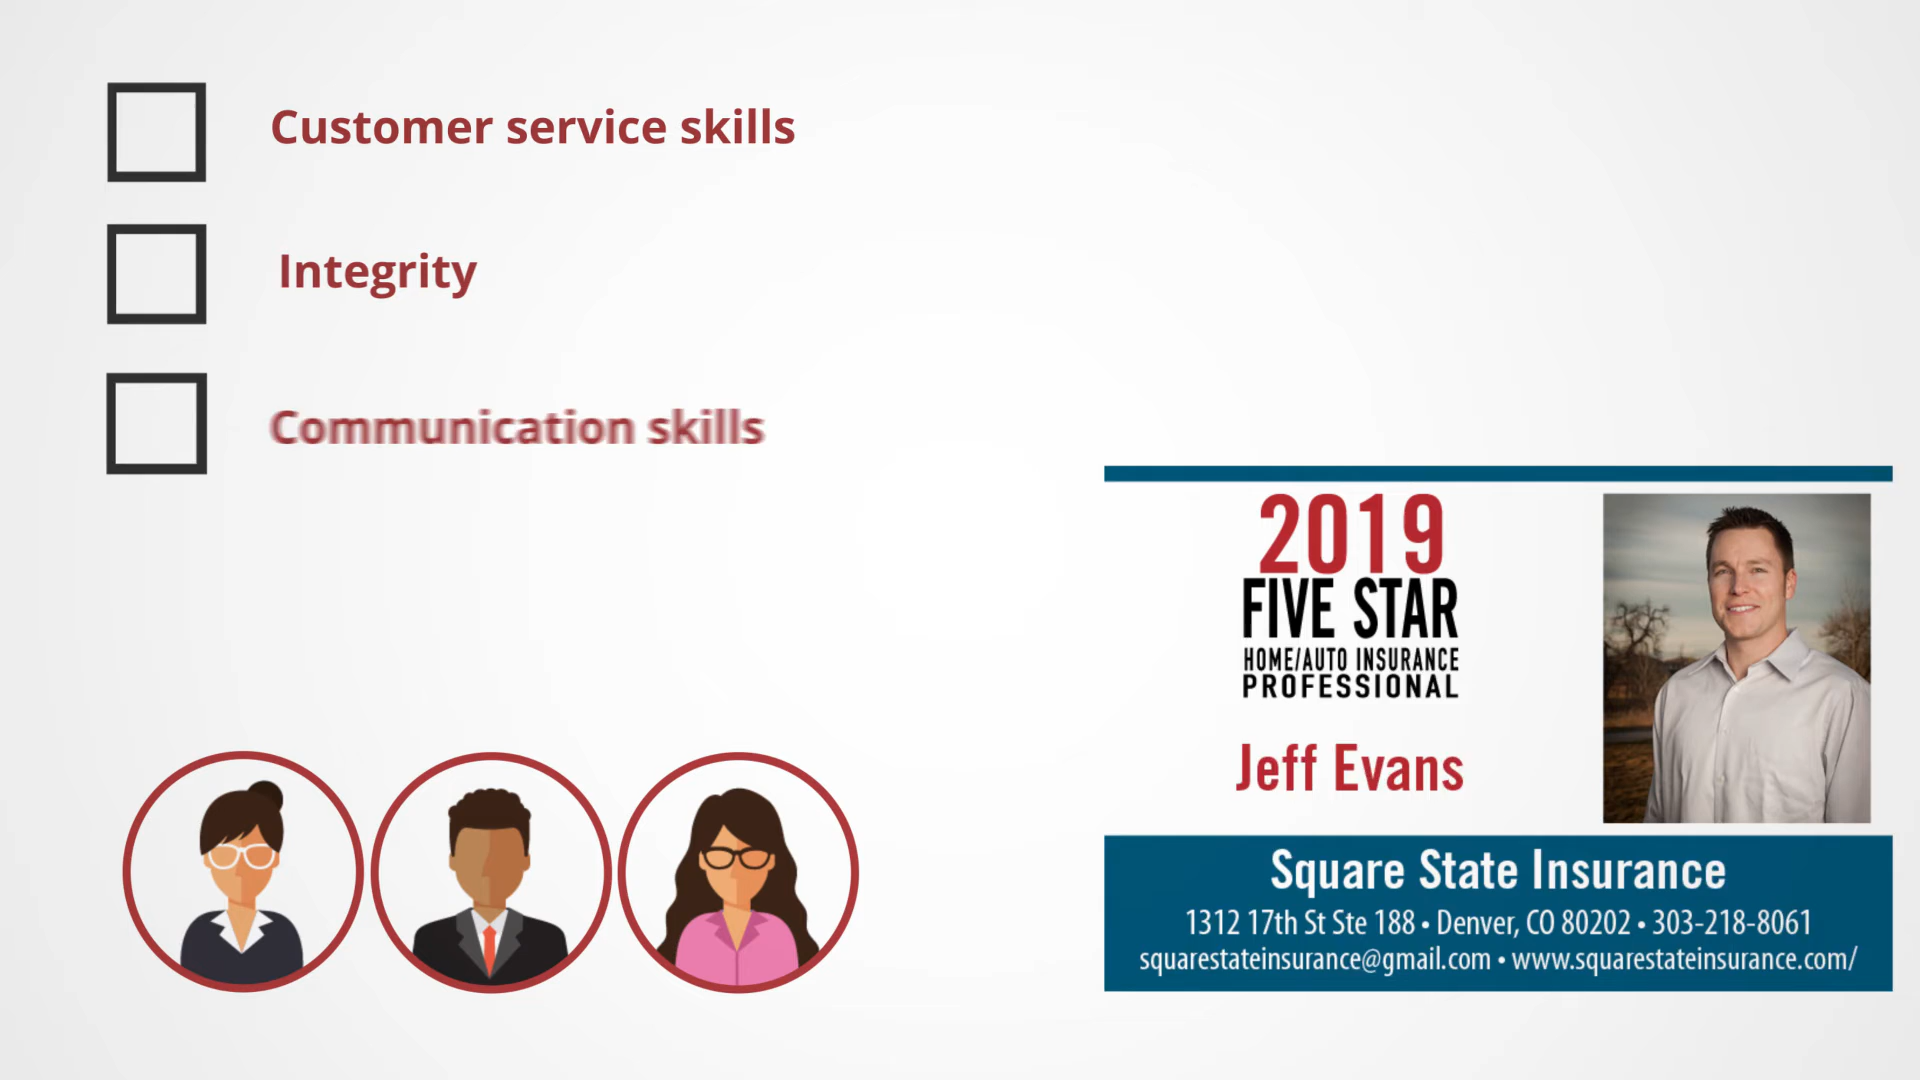 Customer service skills
Integrity
Communication skills
2019
FIVE STAR
HOME/AUTO INSURANCE
PROFESSIONAL
Jeff Evans
Square State Insurance
1312 17th St Ste 188 • Denver, CO 80202 • 303-218-8061
squarestateinsurance@gmail.com • www.squarestateinsurance.com/